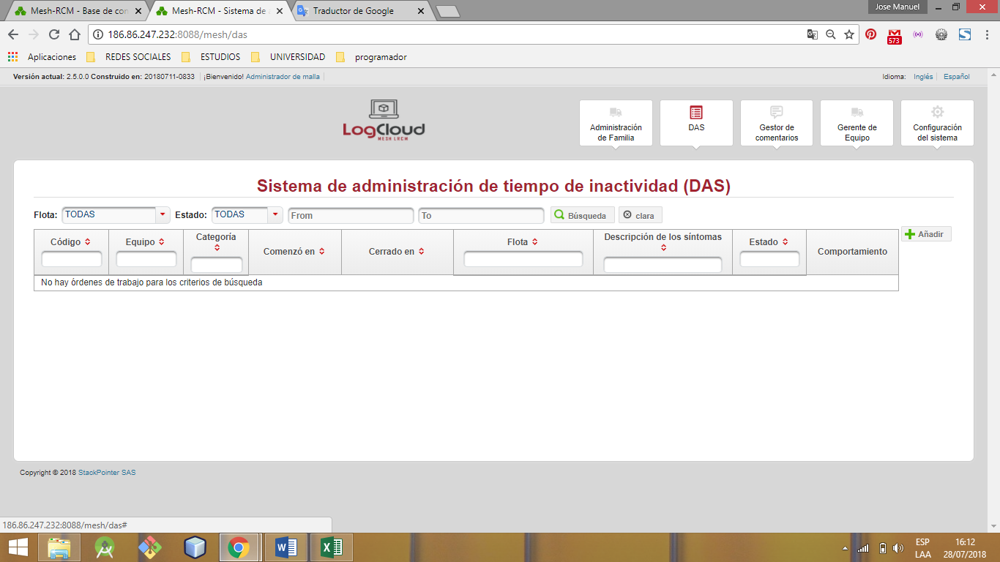 Mesh-RCM - Base de con
Mesh-RCM - Sistema de
Traductor de Google
Jose Manuel
186.86.247.232:8088/mesh/das
573
Aplicaciones
REDES SOCIALES
ESTUDIOS
UNIVERSIDAD
programador
Versión actual: 2.5.0.0 Construido en: 20180711-0833
¡Bienvenido! Administrador de malla
Idioma:
Inglés
Español
LogCloud
MESH LRCM
Administración de Familia
DAS
Gestor de comentarios
Gerente de Equipo
Configuración del sistema
Sistema de administración de tiempo de inactividad (DAS)
Flota: TODAS
Estado: TODAS
From
To
Búsqueda
clara
Añadir
Código
Equipo
Categoría
Comenzó en
Cerrado en
Flota
Descripción de los síntomas
Estado
Comportamiento
No hay órdenes de trabajo para los criterios de búsqueda
Copyright © 2018 StackPointer SAS
186.86.247.232:8088/mesh/das#
ESP
LAA
16:12
28/07/2018